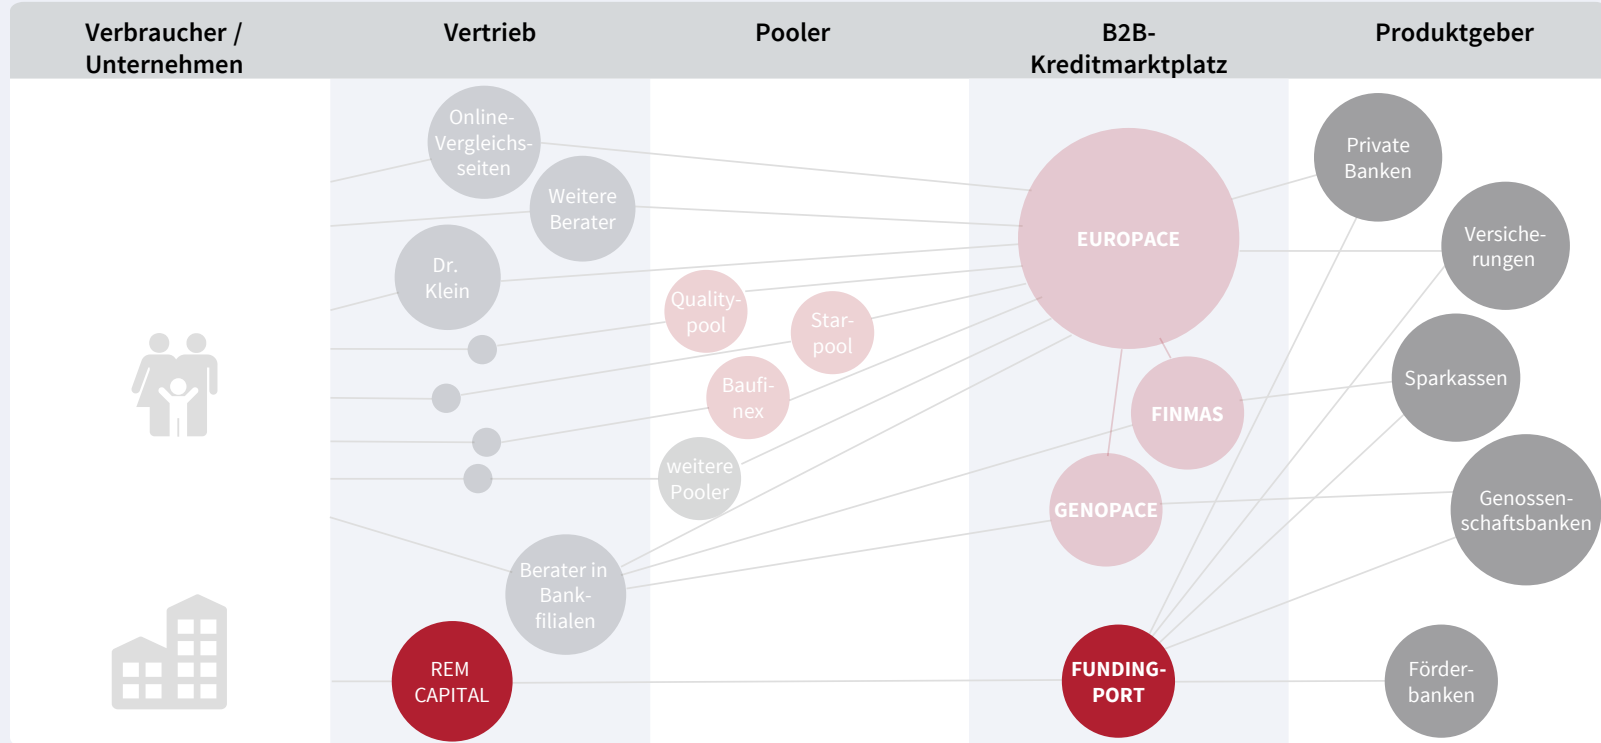 Verbraucher /
Unternehmen
Vertrieb
Pooler
B2B-
Kreditmarktplatz
Produktgeber
Online-
Vergleichs-
seiten
Weitere
Berater
Dr.
Klein
Quality-
pool
Star-
pool
Baufi-
nex
weitere
Pooler
Berater in
Bank-
filialen
REM
CAPITAL
EUROPACE
FINMAS
GENOPACE
FUNDING-
PORT
Private
Banken
Versiche-
rungen
Sparkassen
Genossen-
schaftsbanken
Förder-
banken